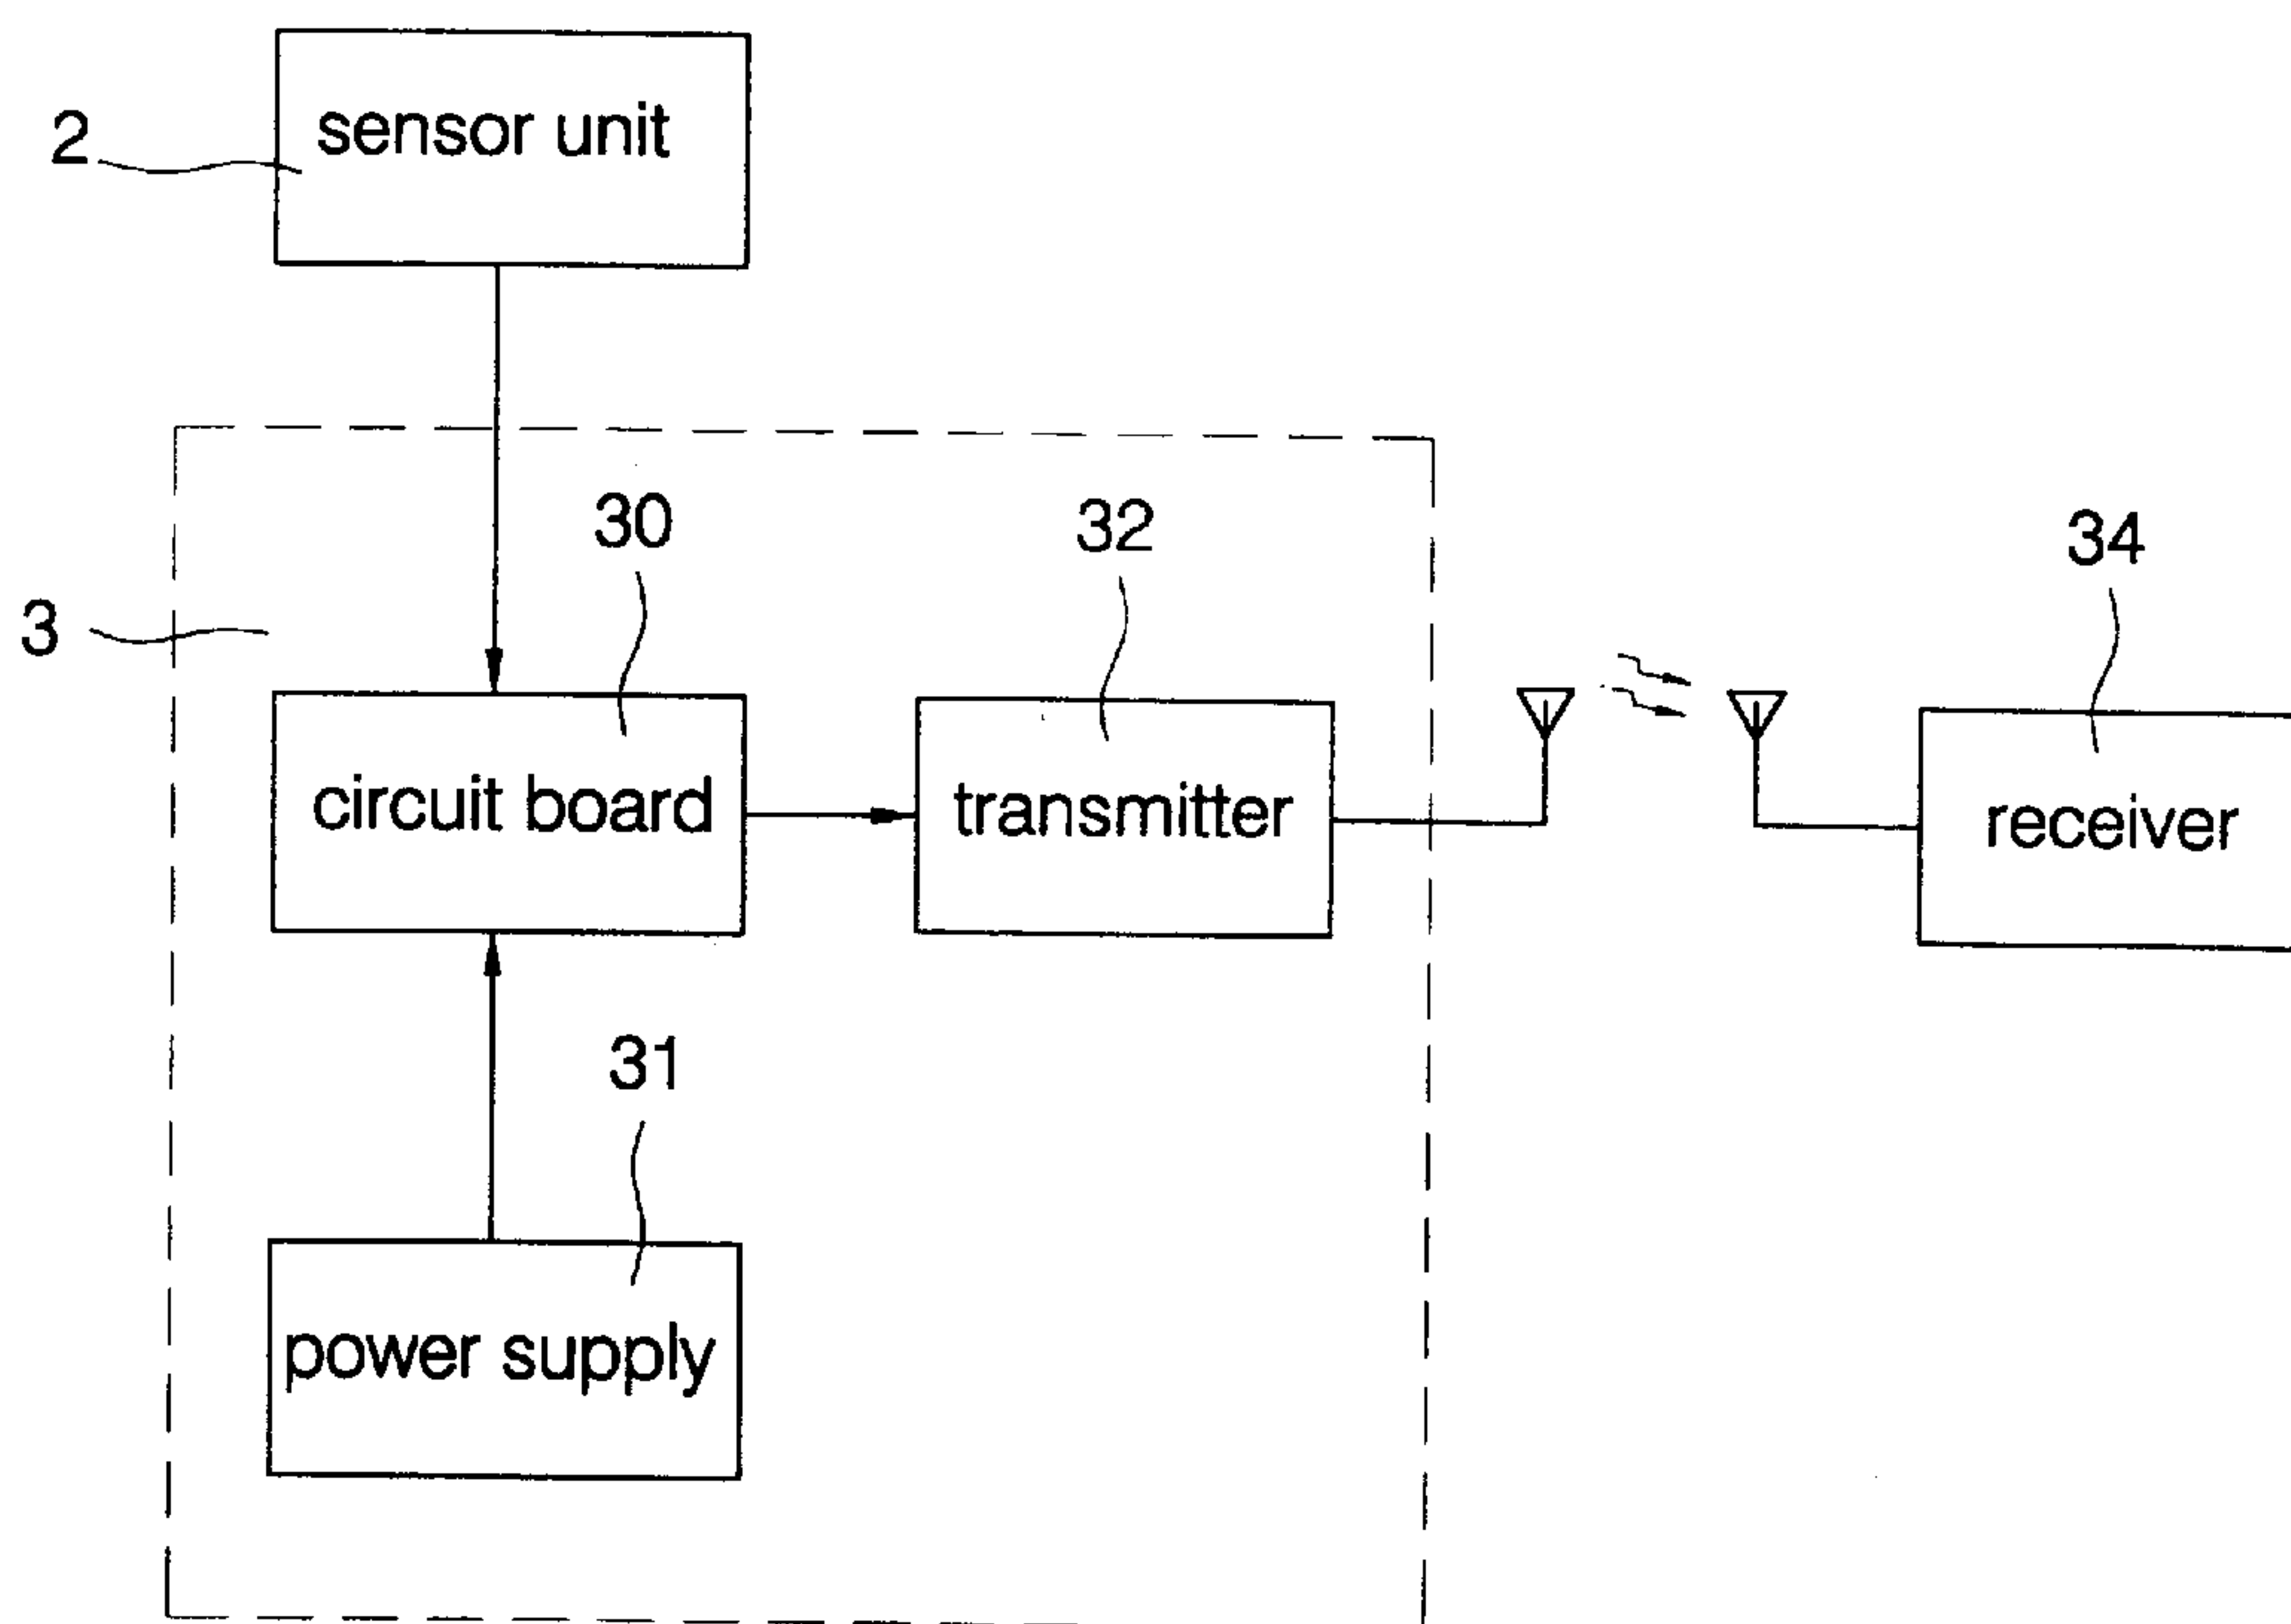 2
sensor unit
3
30
32
34
circuit board
transmitter
receiver
31
power supply